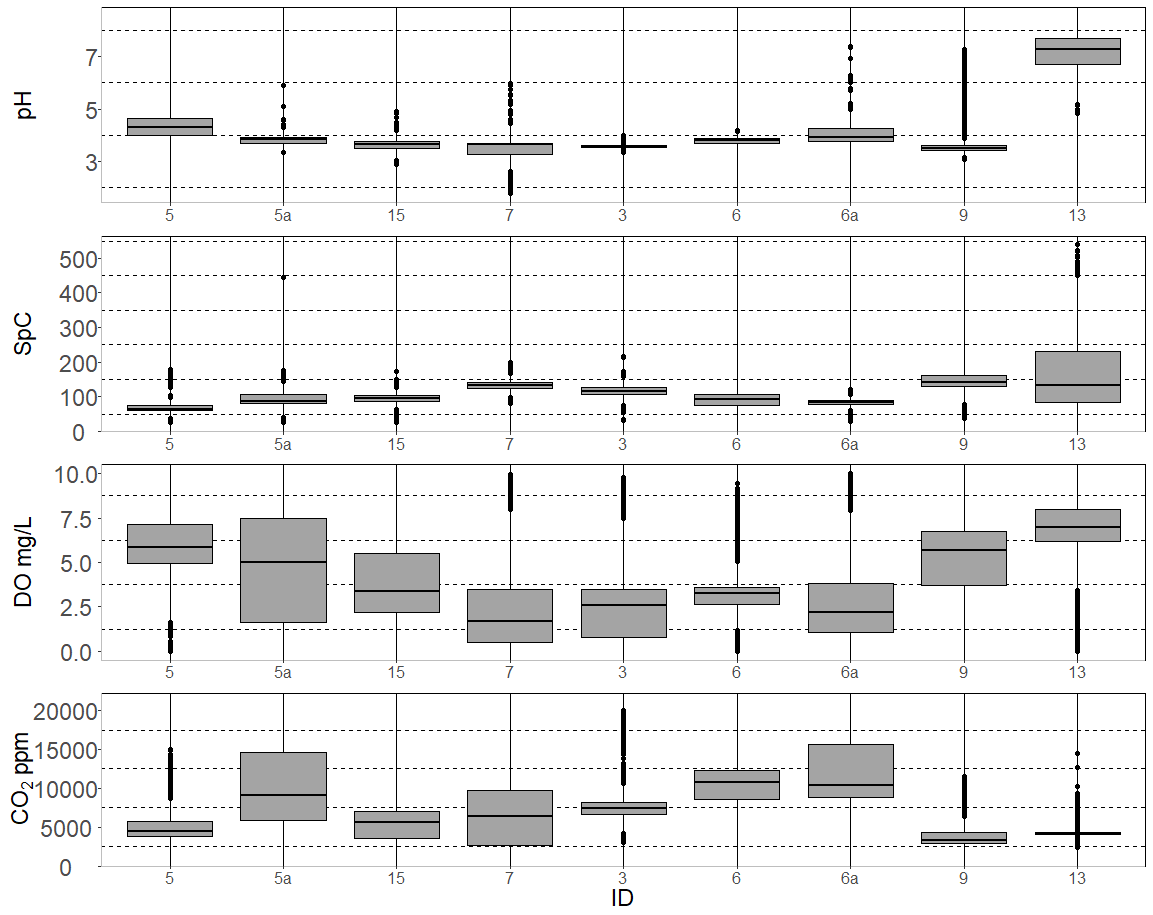 pH
7
5
3
5 5a 15 7 3 6 6a 9 13
SpC
500
400
300
200
100
0
5 5a 15 7 3 6 6a 9 13
DO mg/L
10.0
7.5
5.0
2.5
0.0
5 5a 15 7 3 6 6a 9 13
CO₂ ppm
20000
15000
10000
5000
0
5 5a 15 7 3 6 6a 9 13
ID